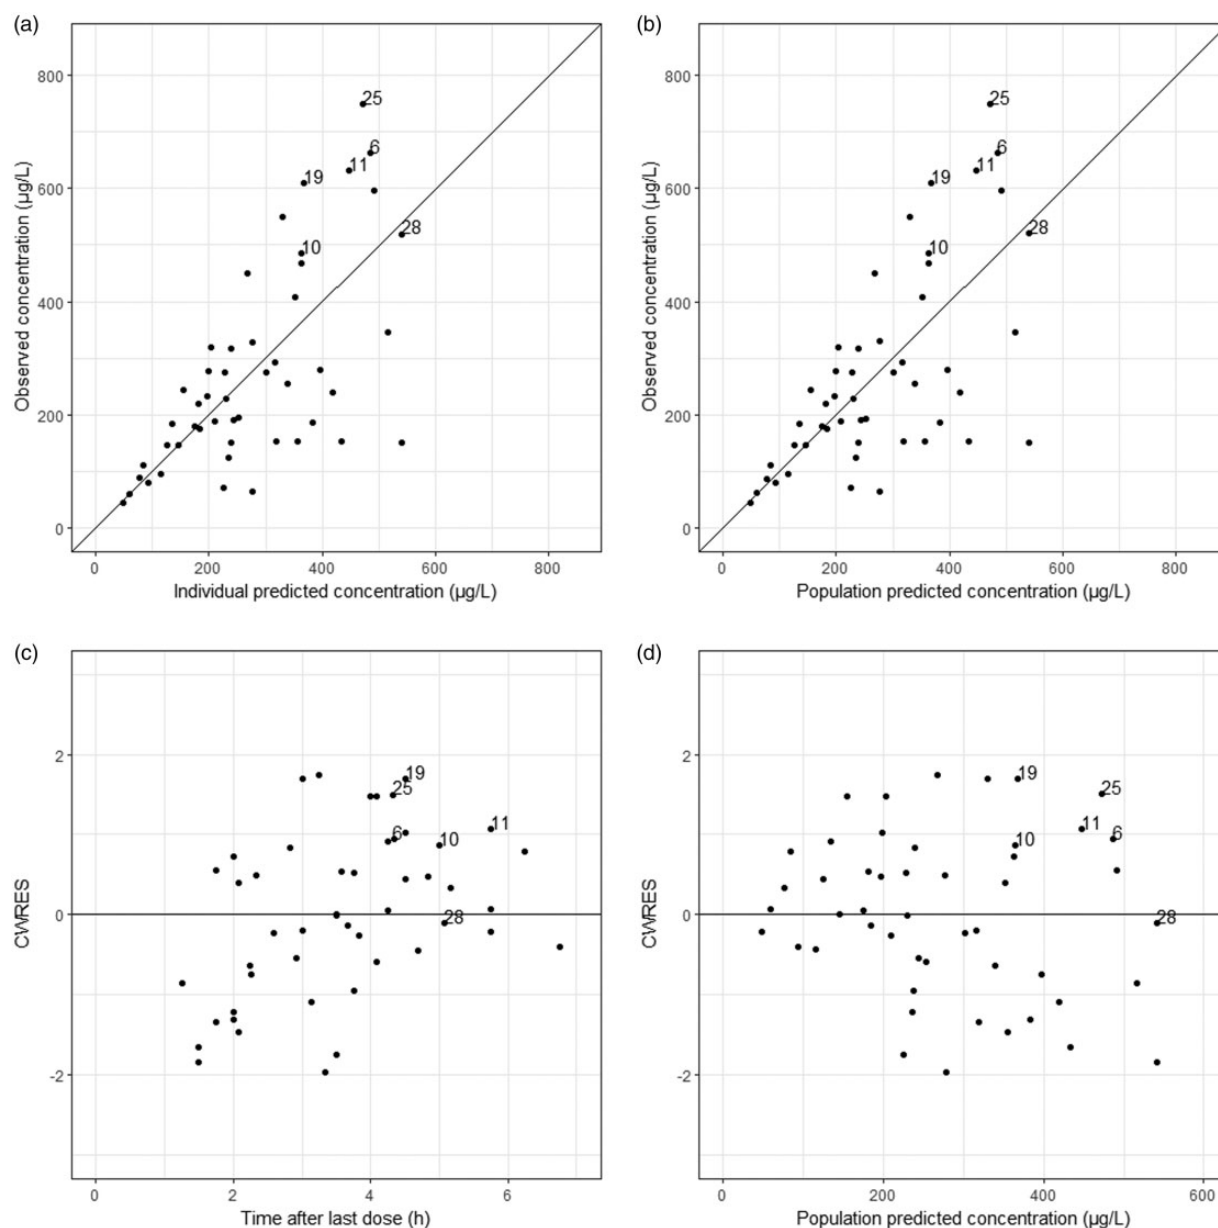 (a)
Observed concentration (µg/L)
800
600
400
200
0
25
6
11
19
28
10
0 200 400 600 800
Individual predicted concentration (µg/L)
(b)
Observed concentration (µg/L)
800
600
400
200
0
25
6
11
19
28
10
0 200 400 600 800
Population predicted concentration (µg/L)
(c)
CWRES
2
0
-2
19
25
11
6
10
28
0 2 4 6
Time after last dose (h)
(d)
CWRES
2
0
-2
19
25
11
6
10
28
0 200 400 600
Population predicted concentration (µg/L)